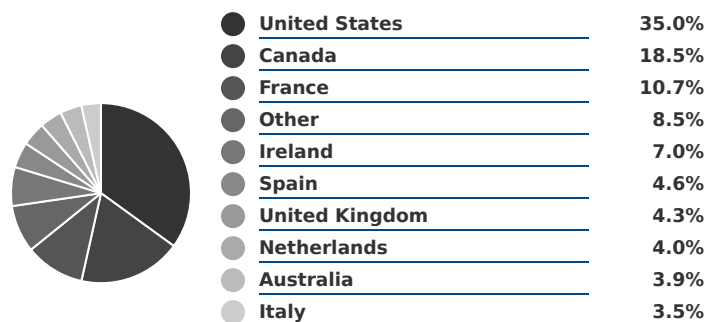 United States 35.0%
Canada 18.5%
France 10.7%
Other 8.5%
Ireland 7.0%
Spain 4.6%
United Kingdom 4.3%
Netherlands 4.0%
Australia 3.9%
Italy 3.5%